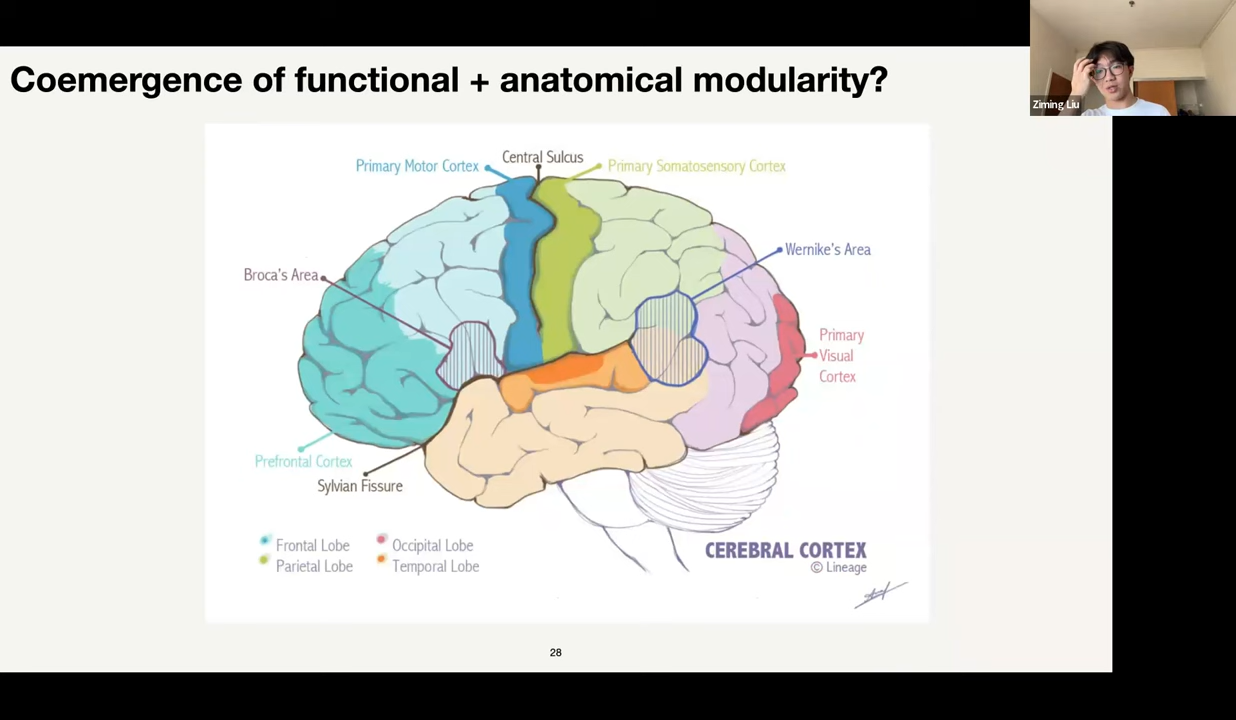 Coemergence of functional + anatomical modularity?
Ziming Liu
Central Sulcus
Primary Motor Cortex
Primary Somatosensory Cortex
Wernike's Area
Broca's Area
Primary
Visual
Cortex
Prefrontal Cortex
Sylvian Fissure
Frontal Lobe
Occipital Lobe
Parietal Lobe
Temporal Lobe
CEREBRAL CORTEX
© Lineage
28